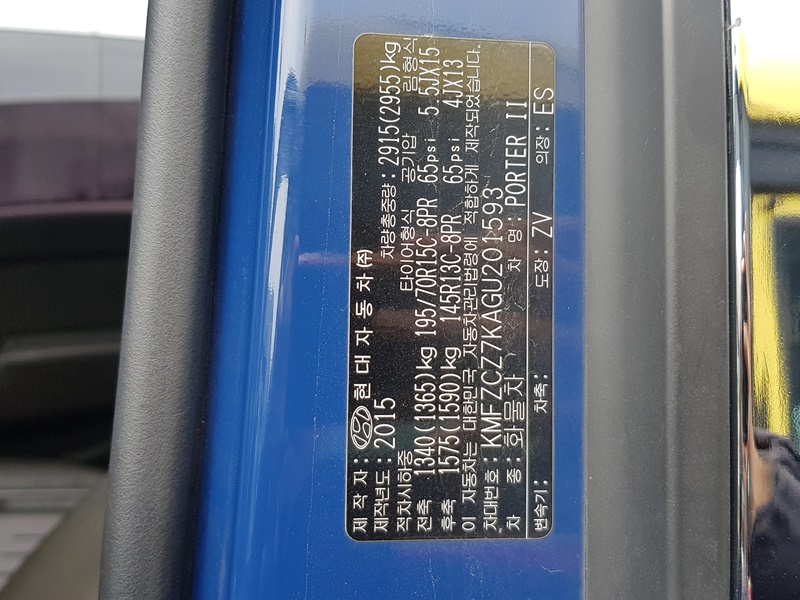 제 작 자: HYUNDAI 현 대 자 동 차 (주)
제작년도: 2015 차량총중량: 2915(2955)kg
적차시하중 타이어형식 공기압 림형식
전축 1340(1365)kg 195/70R15C-8PR 65psi 5.5JX15
후축 1575(1590)kg 145R13C-8PR 65psi 4JX13
이 자동차는 대한민국 자동차관리법령에 적합하게 제작되었습니다.
차대번호: KMFZCZ7KAGU201593
차 종: 화물차 차 명: PORTER II
변속기: 차축: 도장: ZV 의장: ES